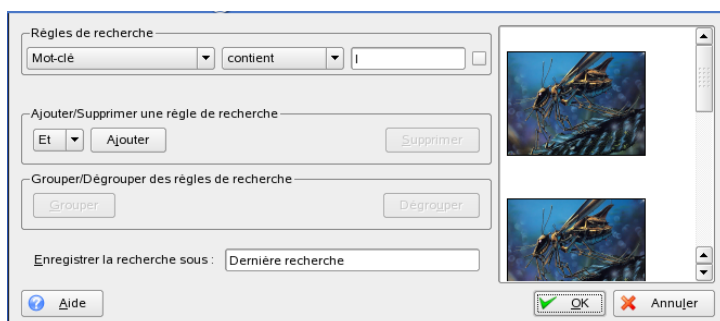 Règles de recherche
Mot-clé contient l
Ajouter/Supprimer une règle de recherche
Et Ajouter Supprimer
Grouper/Dégrouper des règles de recherche
Grouper Dégrouper
Enregistrer la recherche sous : Dernière recherche
Aide OK Annuler